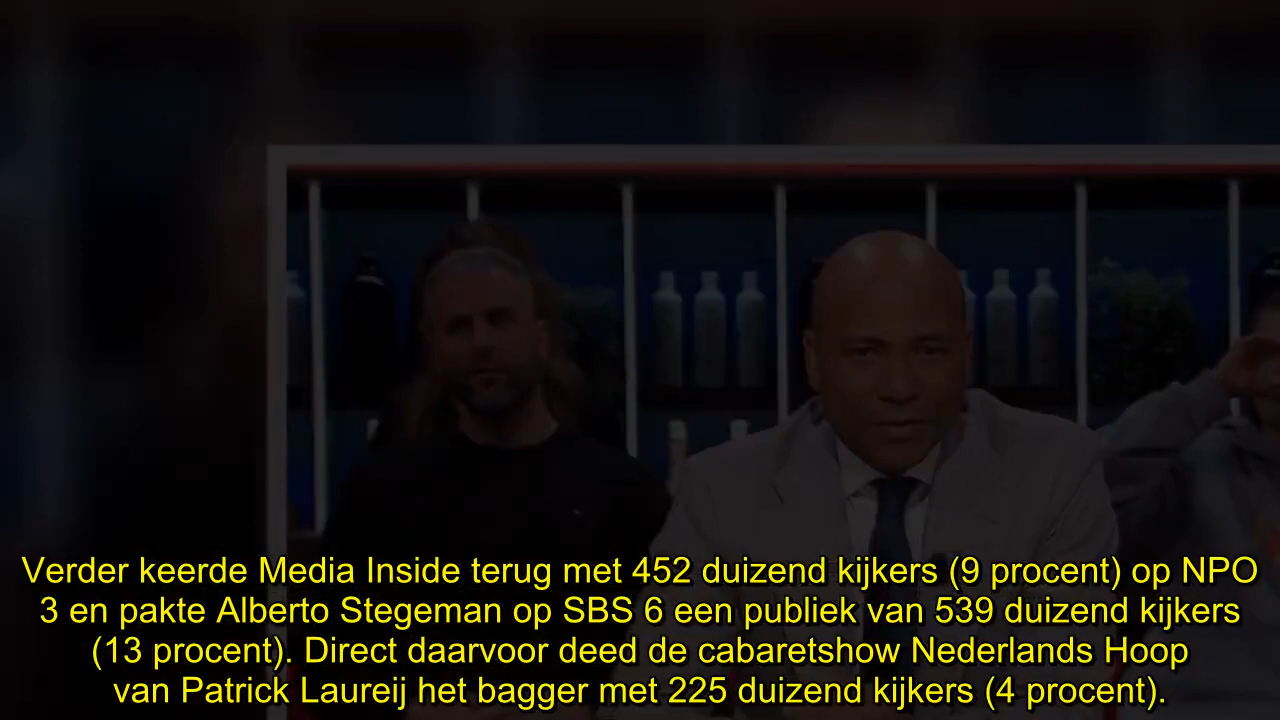 Verder keerde Media Inside terug met 452 duizend kijkers (9 procent) op NPO
3 en pakte Alberto Stegeman op SBS 6 een publiek van 539 duizend kijkers
(13 procent). Direct daarvoor deed de cabaretshow Nederlands Hoop
van Patrick Laureij het bagger met 225 duizend kijkers (4 procent).